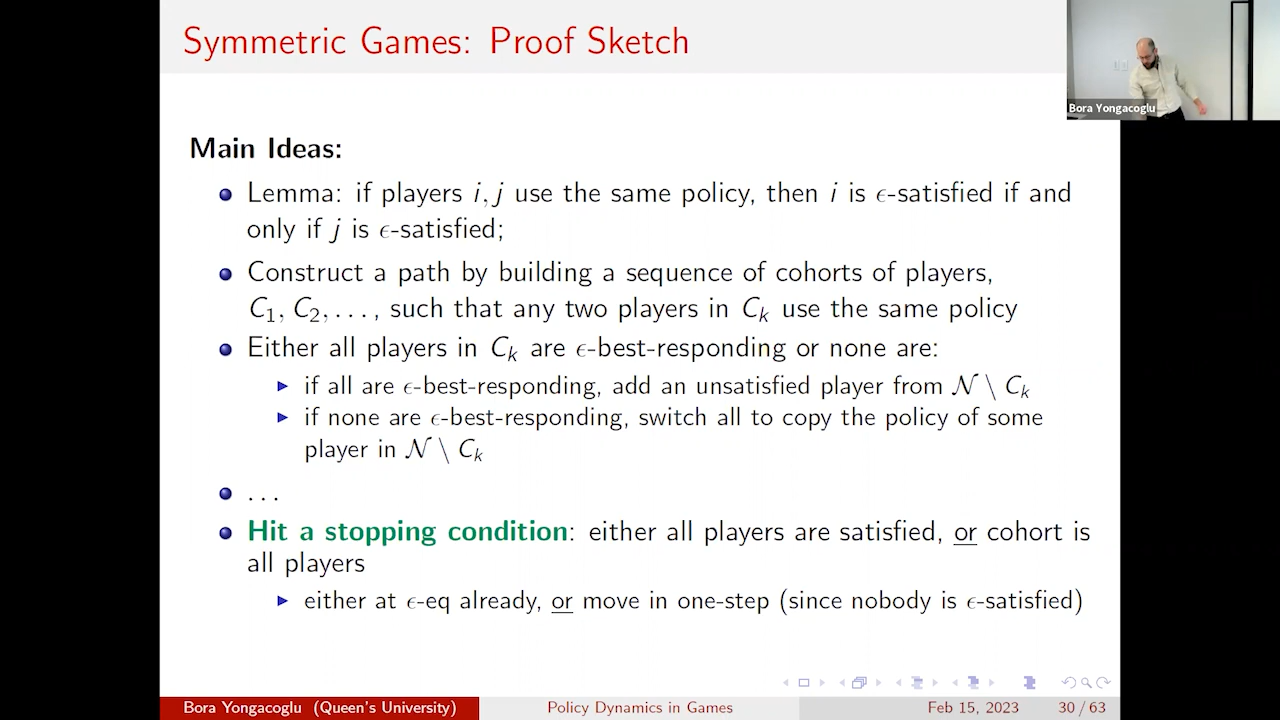 Symmetric Games: Proof Sketch
Bora Yongacoglu
Main Ideas:
Lemma: if players i, j use the same policy, then i is ϵ-satisfied if and
only if j is ϵ-satisfied;
Construct a path by building a sequence of cohorts of players,
C₁, C₂, . . . , such that any two players in Cₖ use the same policy
Either all players in Cₖ are ϵ-best-responding or none are:
if all are ϵ-best-responding, add an unsatisfied player from 𝒩 \ Cₖ
if none are ϵ-best-responding, switch all to copy the policy of some
player in 𝒩 \ Cₖ
. . .
Hit a stopping condition: either all players are satisfied, or cohort is
all players
either at ϵ-eq already, or move in one-step (since nobody is ϵ-satisfied)
Bora Yongacoglu (Queen's University) Policy Dynamics in Games Feb 15, 2023 30 / 63